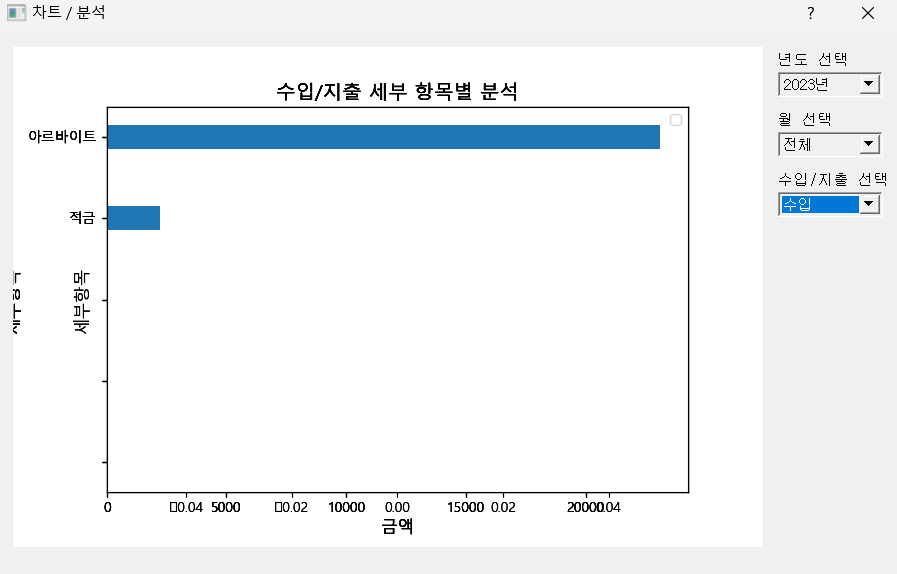 차트 / 분석
?
년도 선택
2023년
월 선택
전체
수입/지출 선택
수입
수입/지출 세부 항목별 분석
아르바이트
적금
세부항목
0
□0.04
5000
□0.02
10000
0.00
15000
0.02
20000
금액